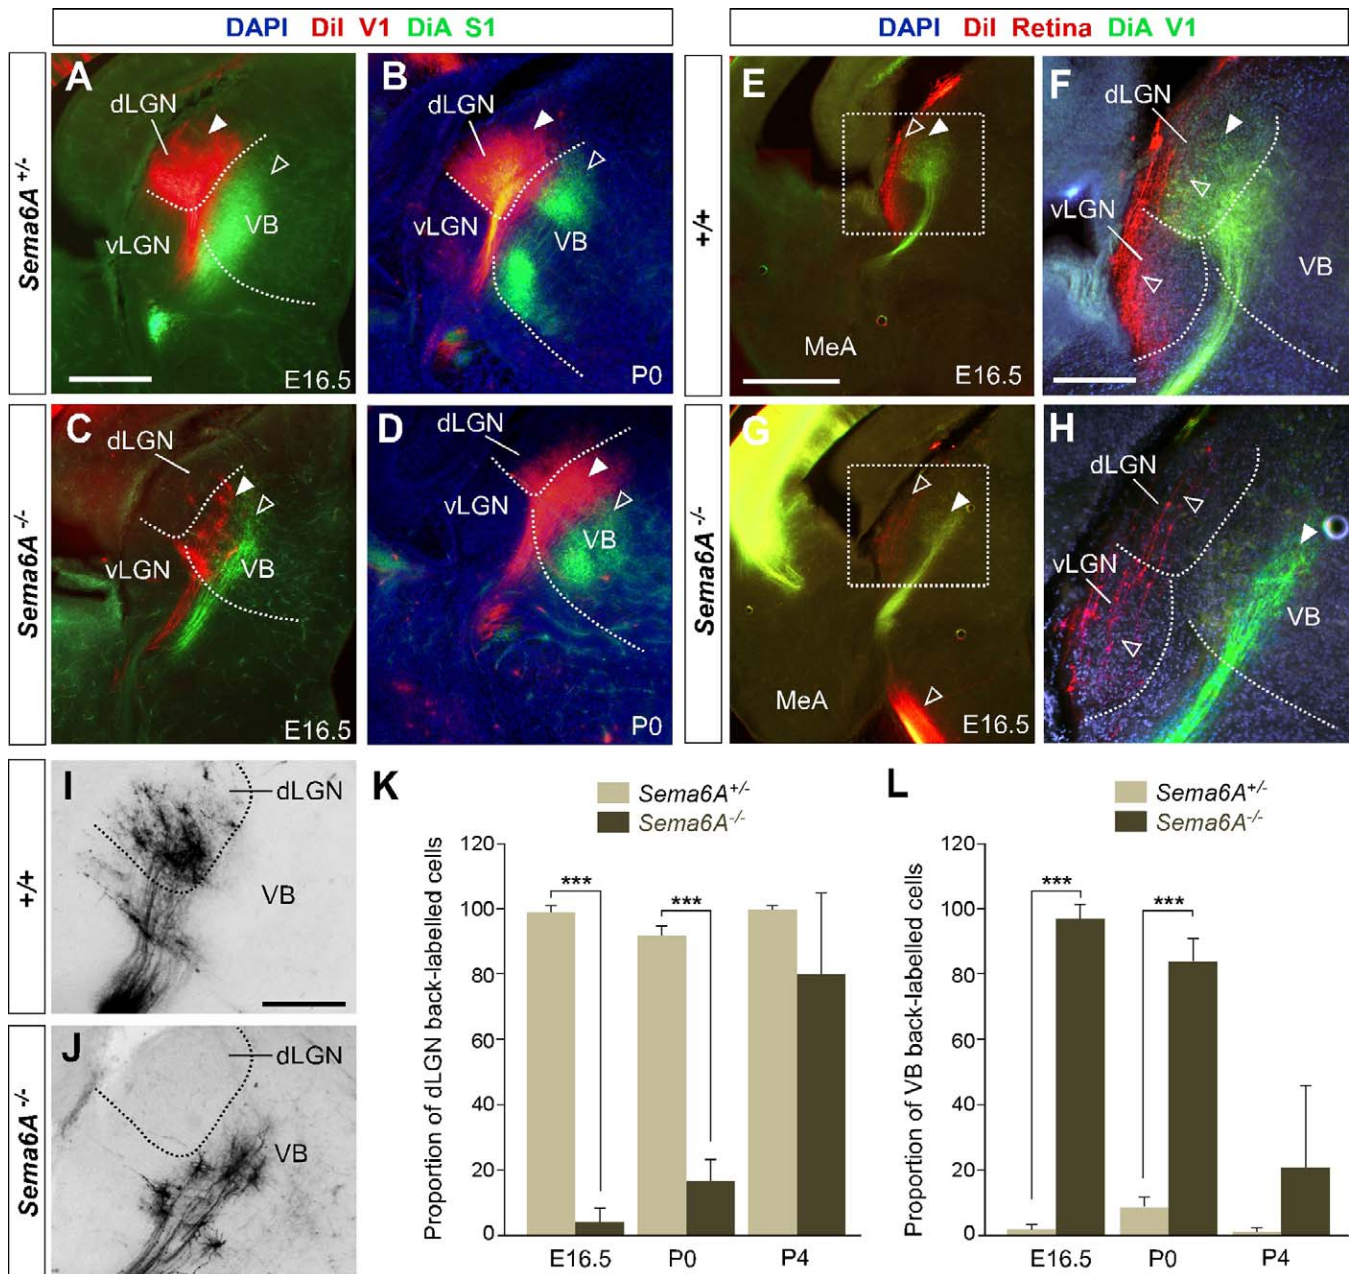 DAPI DiI V1 DiA S1
DAPI DiI Retina DiA V1
Sema6A+/-
A
dLGN
vLGN
VB
E16.5
B
dLGN
vLGN
VB
P0
+/+
E
MeA
E16.5
F
dLGN
vLGN
VB
Sema6A-/-
C
dLGN
vLGN
VB
E16.5
D
dLGN
vLGN
VB
P0
Sema6A-/-
G
MeA
E16.5
H
dLGN
vLGN
VB
+/+
I
dLGN
VB
Sema6A-/-
J
dLGN
VB
K
Sema6A+/-
Sema6A-/-
Proportion of dLGN back-labelled cells
120
100
80
60
40
20
0
***
***
E16.5 P0 P4
L
Sema6A+/-
Sema6A-/-
Proportion of VB back-labelled cells
120
100
80
60
40
20
0
***
***
E16.5 P0 P4